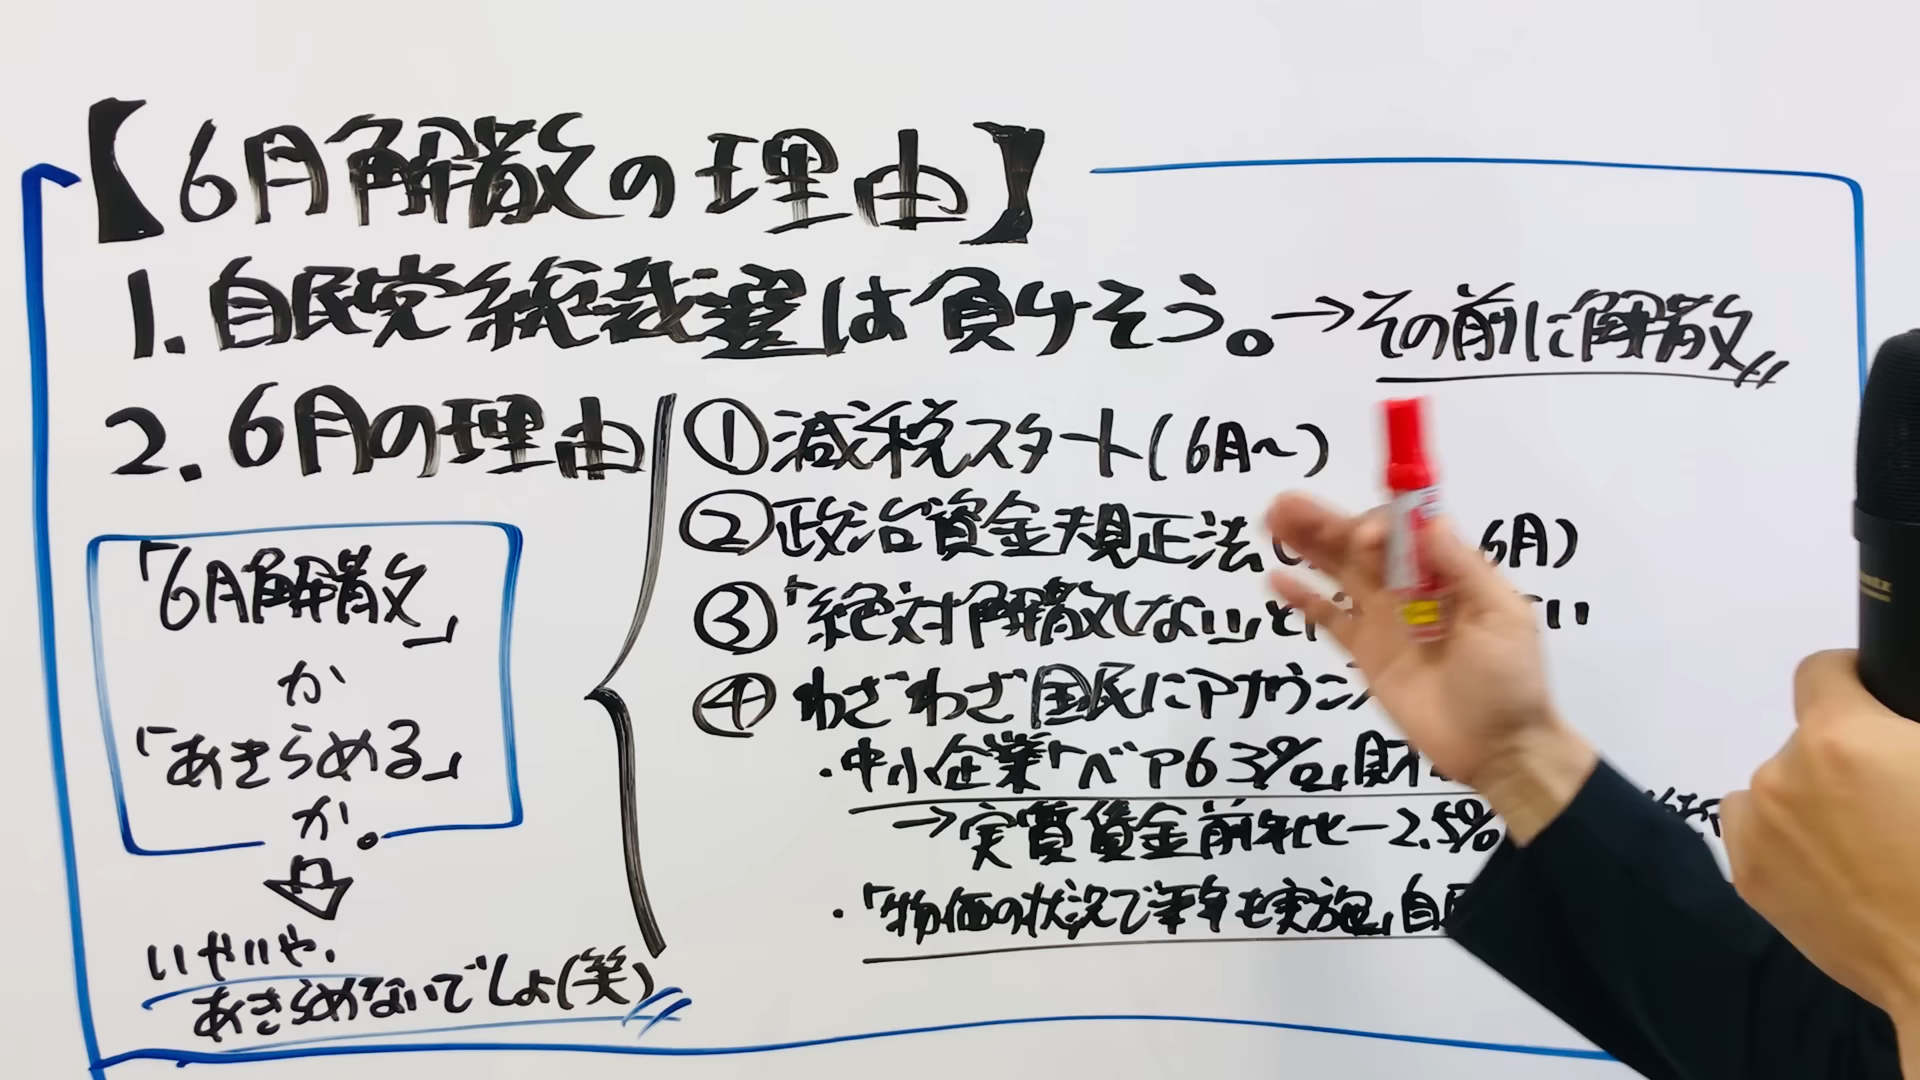 【6月解散の理由】
1.自民党総裁選は負けそう。→その前に解散
2.6月の理由
①減税スタート(6月〜)
②政治資金規正法( 6月)
③「絶対解散しない」と い
④わざわざ国民にアナウンス
・中小企業「ベア63%」財
→実質賃金前年比-2.5%
・「物価の状況で来年も実施」自民
「6月解散」
か
「あきらめる」
か。
いやいや、
あきらめないでしょ(笑)